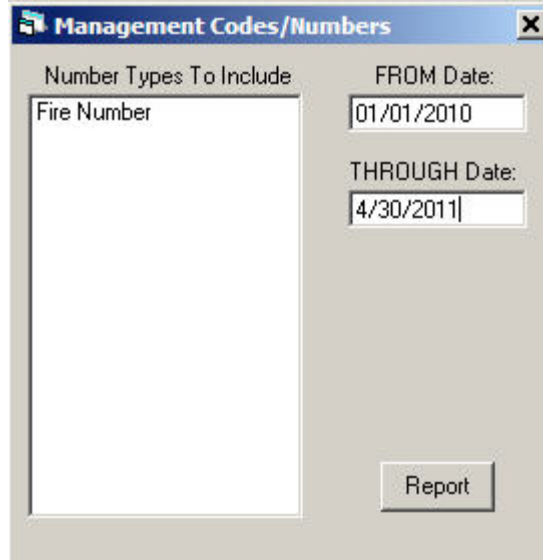 Management Codes/Numbers
Number Types To Include
Fire Number
FROM Date:
01/01/2010
THROUGH Date:
4/30/2011
Report